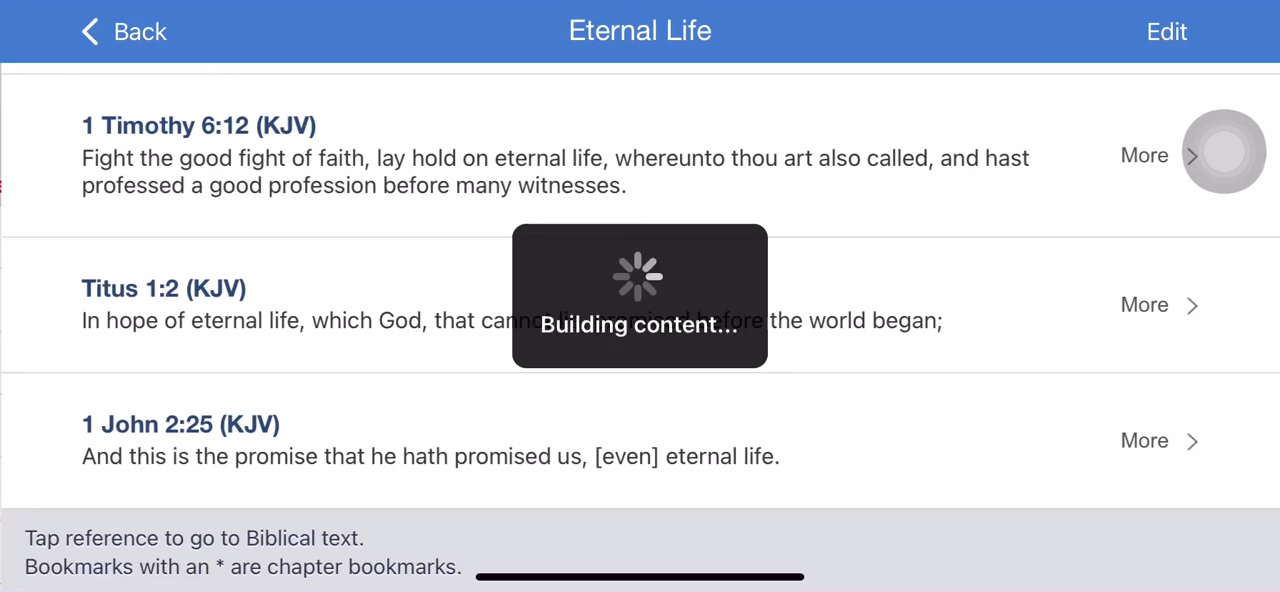 Back
Eternal Life
Edit
1 Timothy 6:12 (KJV)
Fight the good fight of faith, lay hold on eternal life, whereunto thou art also called, and hast
professed a good profession before many witnesses.
More
Titus 1:2 (KJV)
In hope of eternal life, which God, that cannot lie, promised before the world began;
More
Building content...
1 John 2:25 (KJV)
And this is the promise that he hath promised us, [even] eternal life.
More
Tap reference to go to Biblical text.
Bookmarks with an * are chapter bookmarks.